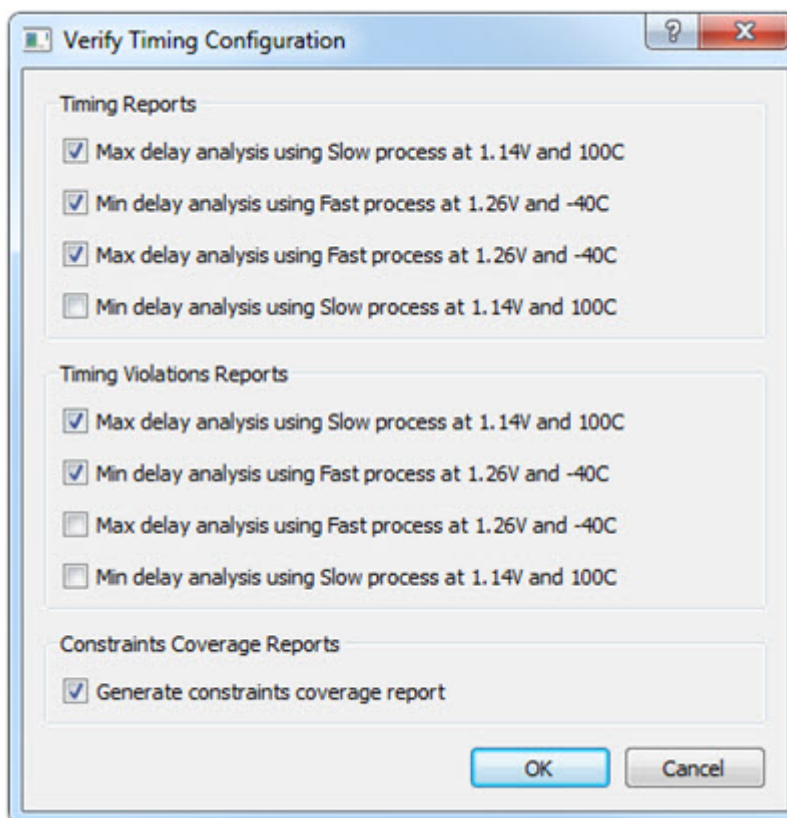 Verify Timing Configuration
Timing Reports
Max delay analysis using Slow process at 1.14V and 100C
Min delay analysis using Fast process at 1.26V and -40C
Max delay analysis using Fast process at 1.26V and -40C
Min delay analysis using Slow process at 1.14V and 100C
Timing Violations Reports
Max delay analysis using Slow process at 1.14V and 100C
Min delay analysis using Fast process at 1.26V and -40C
Max delay analysis using Fast process at 1.26V and -40C
Min delay analysis using Slow process at 1.14V and 100C
Constraints Coverage Reports
Generate constraints coverage report
OK Cancel